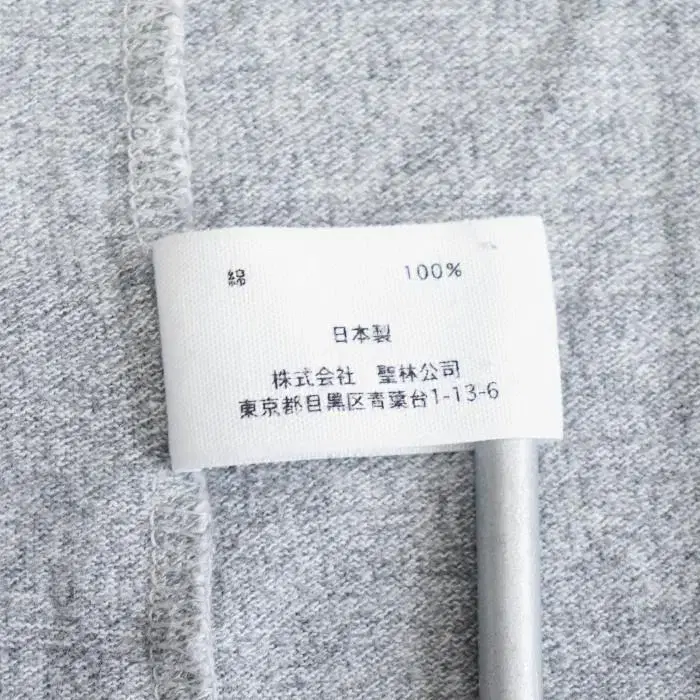 綿 100%
日本製
株式会社 聖林公司
東京都目黒区青葉台1-13-6